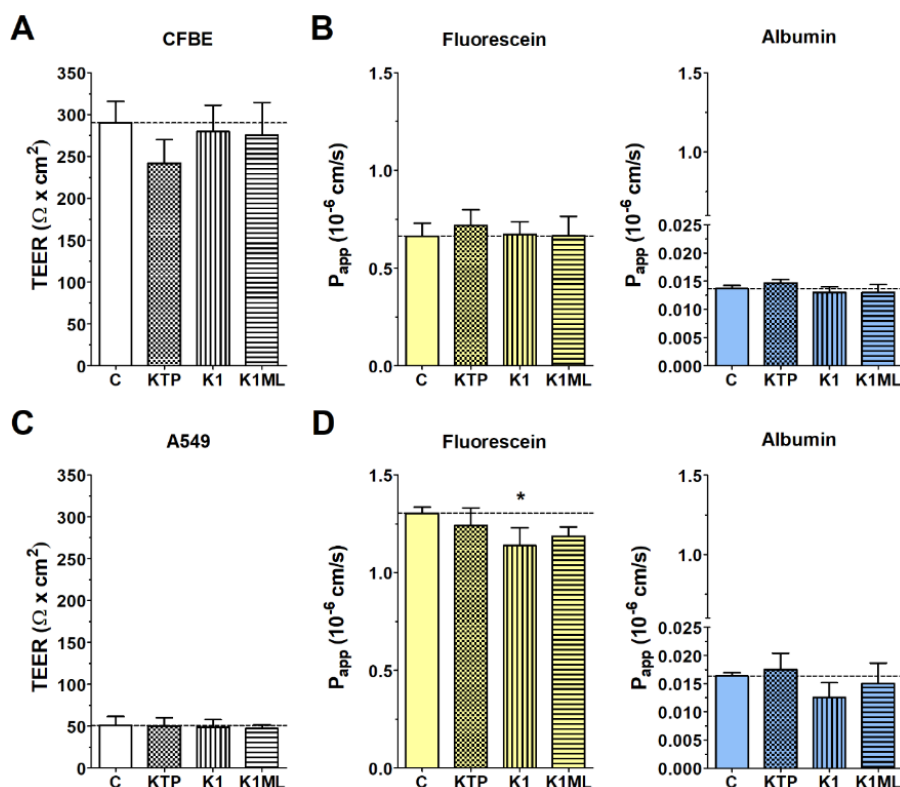 A
CFBE
TEER (Ω x cm²)
350
300
250
200
150
100
50
0
C KTP K1 K1ML
B
Fluorescein
Papp (10⁻⁶ cm/s)
1.5
1.0
0.5
0.0
C KTP K1 K1ML
Albumin
Papp (10⁻⁶ cm/s)
1.5
1.0
0.025
0.020
0.015
0.010
0.005
0.000
C KTP K1 K1ML
C
A549
TEER (Ω x cm²)
350
300
250
200
150
100
50
0
C KTP K1 K1ML
D
Fluorescein
Papp (10⁻⁶ cm/s)
1.5
1.0
0.5
0.0
*
C KTP K1 K1ML
Albumin
Papp (10⁻⁶ cm/s)
1.5
1.0
0.025
0.020
0.015
0.010
0.005
0.000
C KTP K1 K1ML